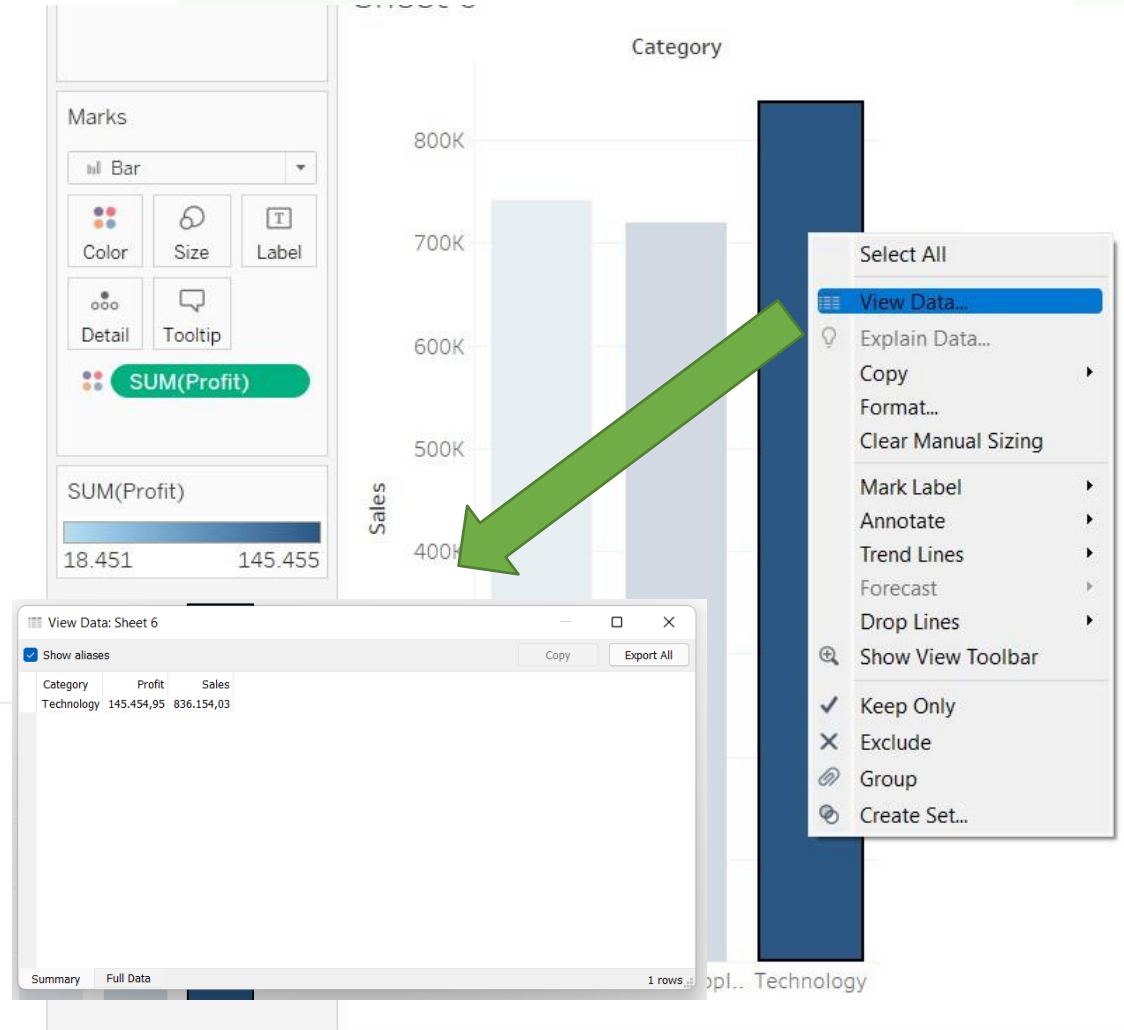 Category
Marks
Bar
Color Size Label
Detail Tooltip
SUM(Profit)
SUM(Profit)
18.451 145.455
800K
700K
600K
500K
400K
Sales
Technology
Select All
View Data...
Explain Data...
Copy
Format...
Clear Manual Sizing
Mark Label
Annotate
Trend Lines
Forecast
Drop Lines
Show View Toolbar
Keep Only
Exclude
Group
Create Set...
View Data: Sheet 6
Show aliases Copy Export All
Category Profit Sales
Technology 145.454,95 836.154,03
Summary Full Data 1 rows